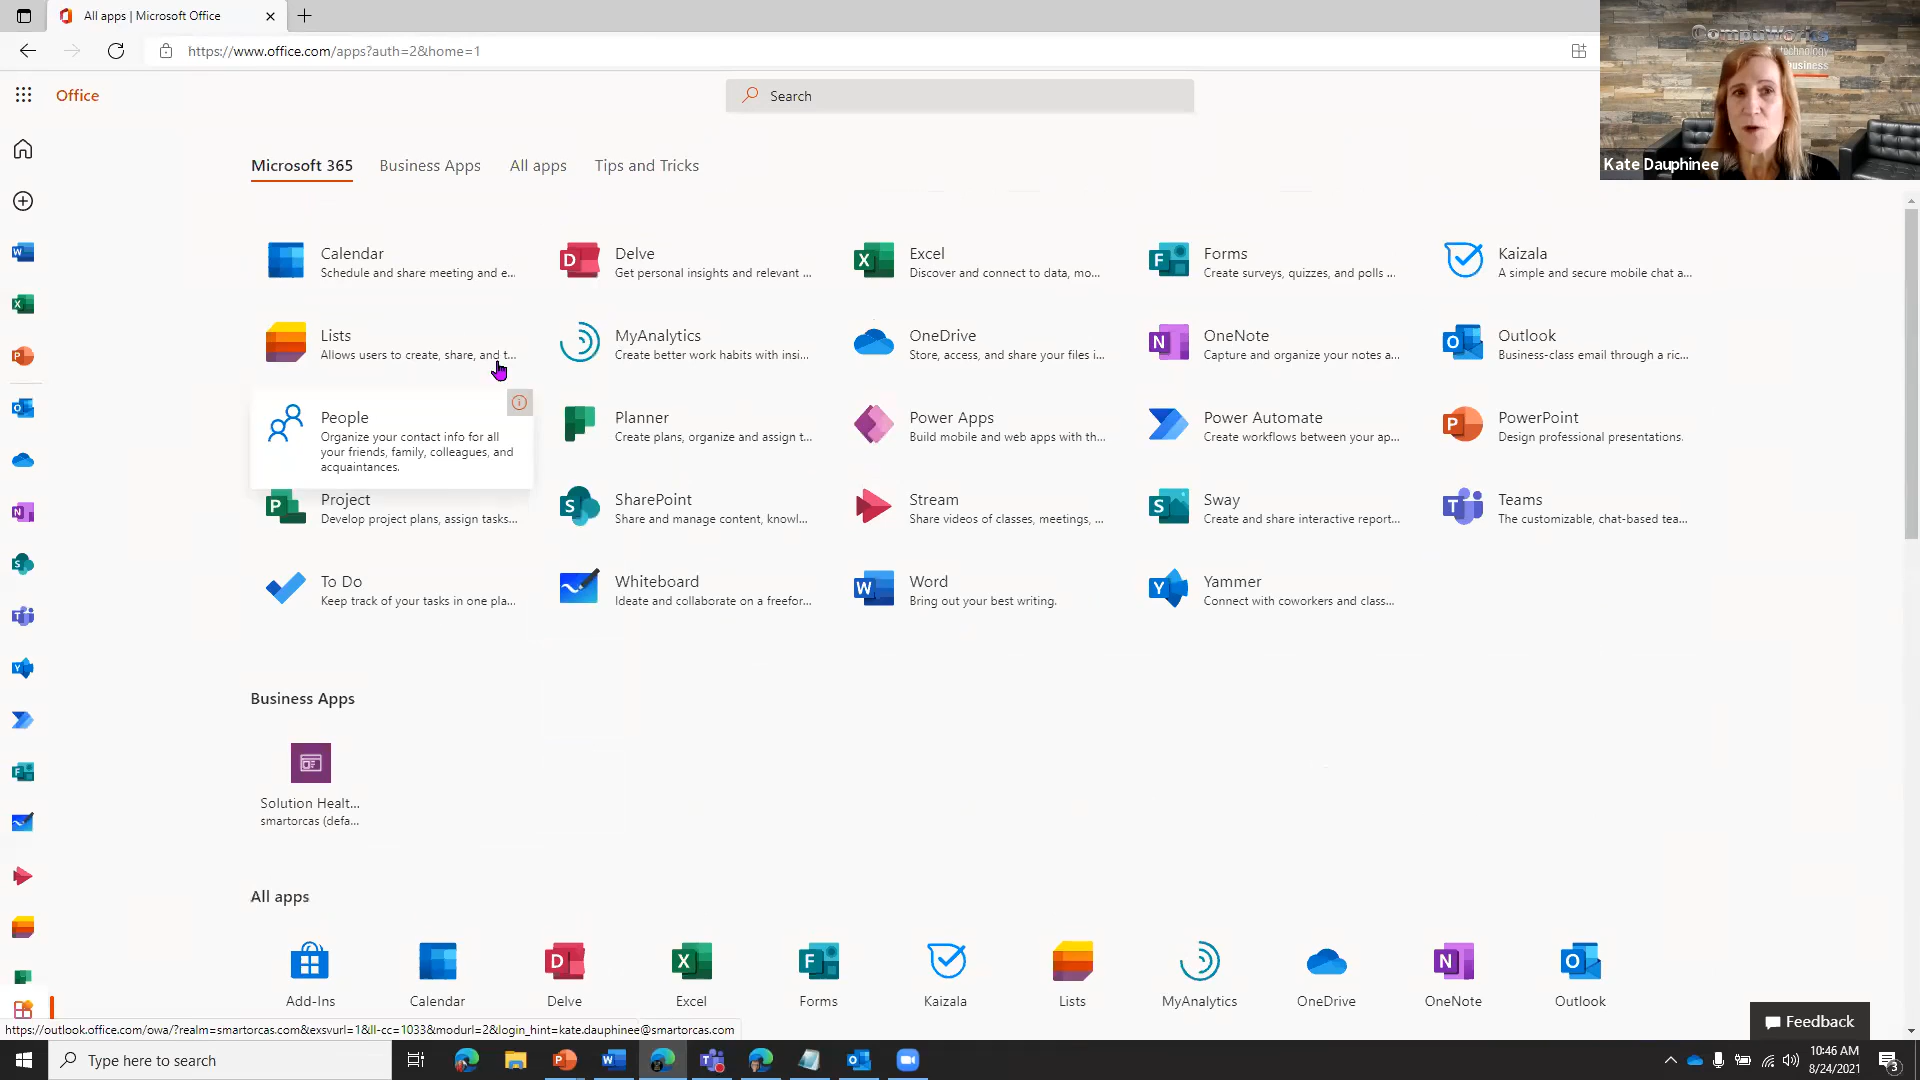 All apps | Microsoft Office
https://www.office.com/apps?auth=2&home=1
CompuWorks
technology
business
Kate Dauphinee
Office
Search
Microsoft 365
Business Apps
All apps
Tips and Tricks
Calendar
Schedule and share meeting and e...
Delve
Get personal insights and relevant ...
Excel
Discover and connect to data, mo...
Forms
Create surveys, quizzes, and polls ...
Kaizala
A simple and secure mobile chat a...
Lists
Allows users to create, share, and t...
MyAnalytics
Create better work habits with insi...
OneDrive
Store, access, and share your files i...
OneNote
Capture and organize your notes a...
Outlook
Business-class email through a ric...
People
Organize your contact info for all
your friends, family, colleagues, and
acquaintances.
Planner
Create plans, organize and assign t...
Power Apps
Build mobile and web apps with th...
Power Automate
Create workflows between your ap...
PowerPoint
Design professional presentations.
Project
Develop project plans, assign tasks...
SharePoint
Share and manage content, knowl...
Stream
Share videos of classes, meetings, ...
Sway
Create and share interactive report...
Teams
The customizable, chat-based tea...
To Do
Keep track of your tasks in one pla...
Whiteboard
Ideate and collaborate on a freefor...
Word
Bring out your best writing.
Yammer
Connect with coworkers and class...
Business Apps
Solution Healt...
smartorcas (defa...
All apps
Add-Ins
Calendar
Delve
Excel
Forms
Kaizala
Lists
MyAnalytics
OneDrive
OneNote
Outlook
Feedback
https://outlook.office.com/owa/?realm=smartorcas.com&exsvurl=1&ll-cc=1033&modurl=2&login_hint=kate.dauphinee@smartorcas.com
Type here to search
10:46 AM
8/24/2021
3